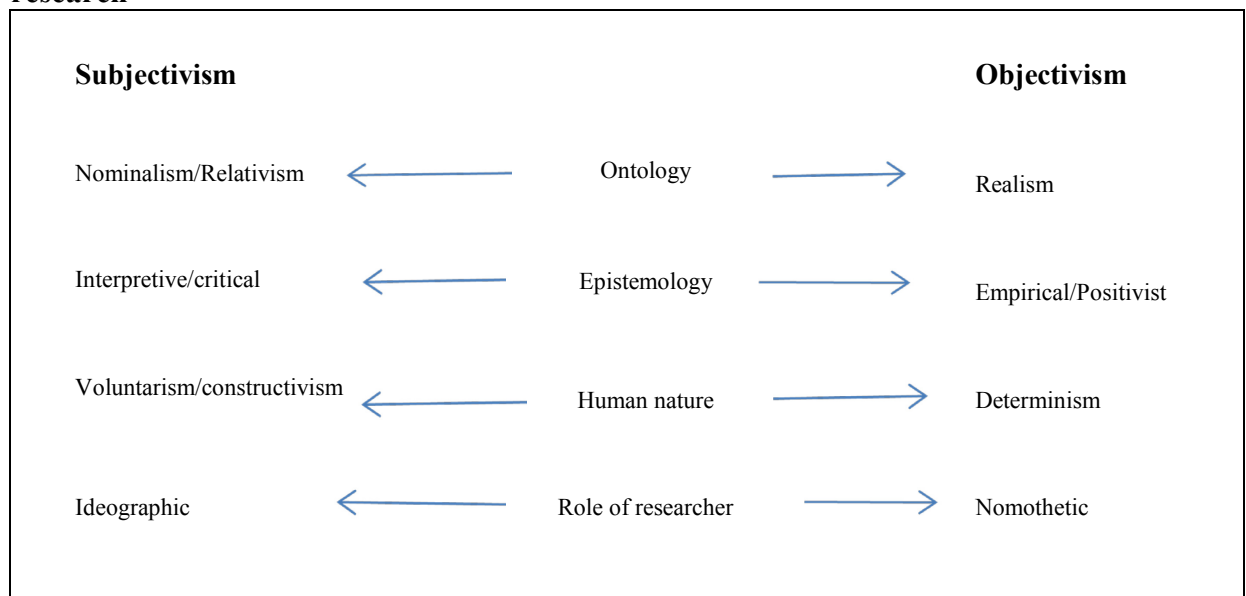 research
Subjectivism Objectivism
Nominalism/Relativism Ontology Realism
Interpretive/critical Epistemology Empirical/Positivist
Voluntarism/constructivism Human nature Determinism
Ideographic Role of researcher Nomothetic